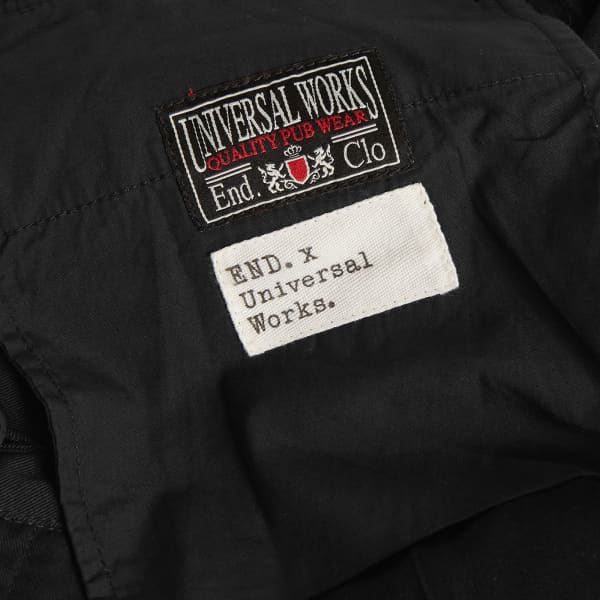 UNIVERSAL WORKS
QUALITY PUB WEAR
End. Clo
END. x
Universal
Works.